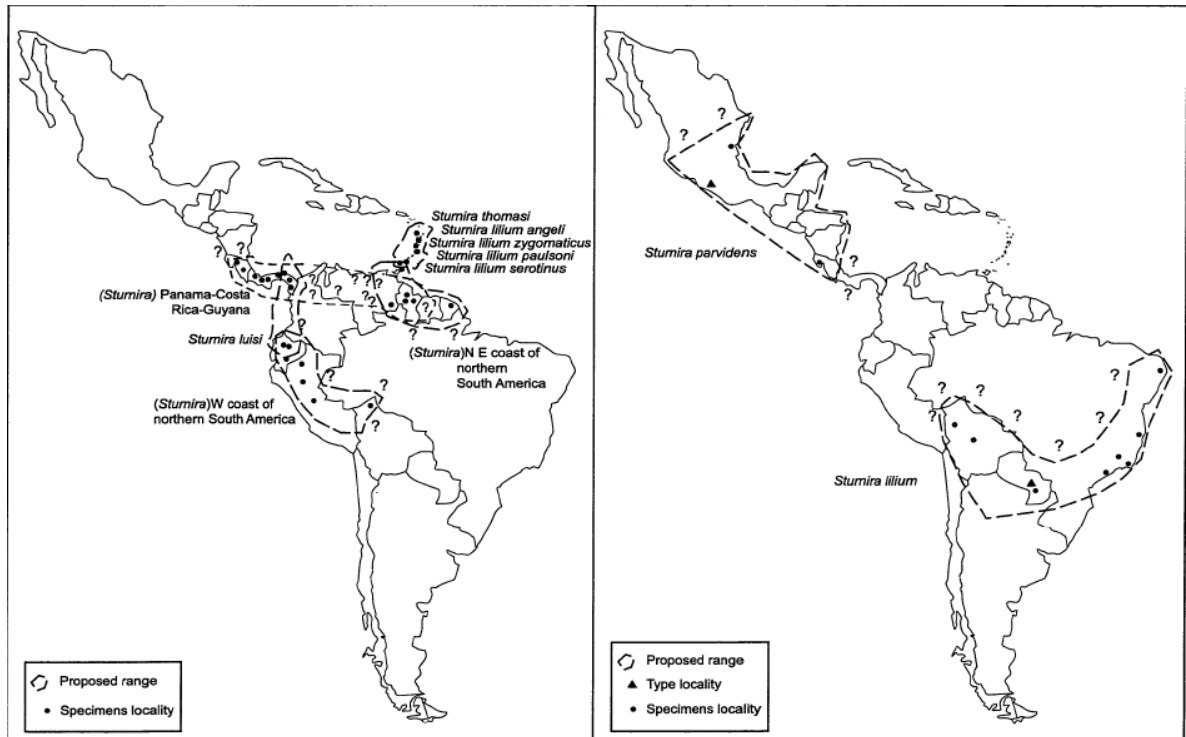 Sturnira thomasi
Sturnira lilium angeli
Sturnira lilium zygomaticus
Sturnira lilium paulsoni
Sturnira lilium serotinus
? ?
(Sturnira) Panama-Costa
Rica-Guyana
? ? ? ?
?
?
? ?
?
? ?
Sturnira luisi
(Sturnira)N E coast of
northern
South America
? ?
(Sturnira)W coast of
northern South America
?
Proposed range
Specimens locality
? ?
Sturnira parvidens
?
?
? ?
?
?
?
?
?
Sturnira lilium
Proposed range
Type locality
Specimens locality